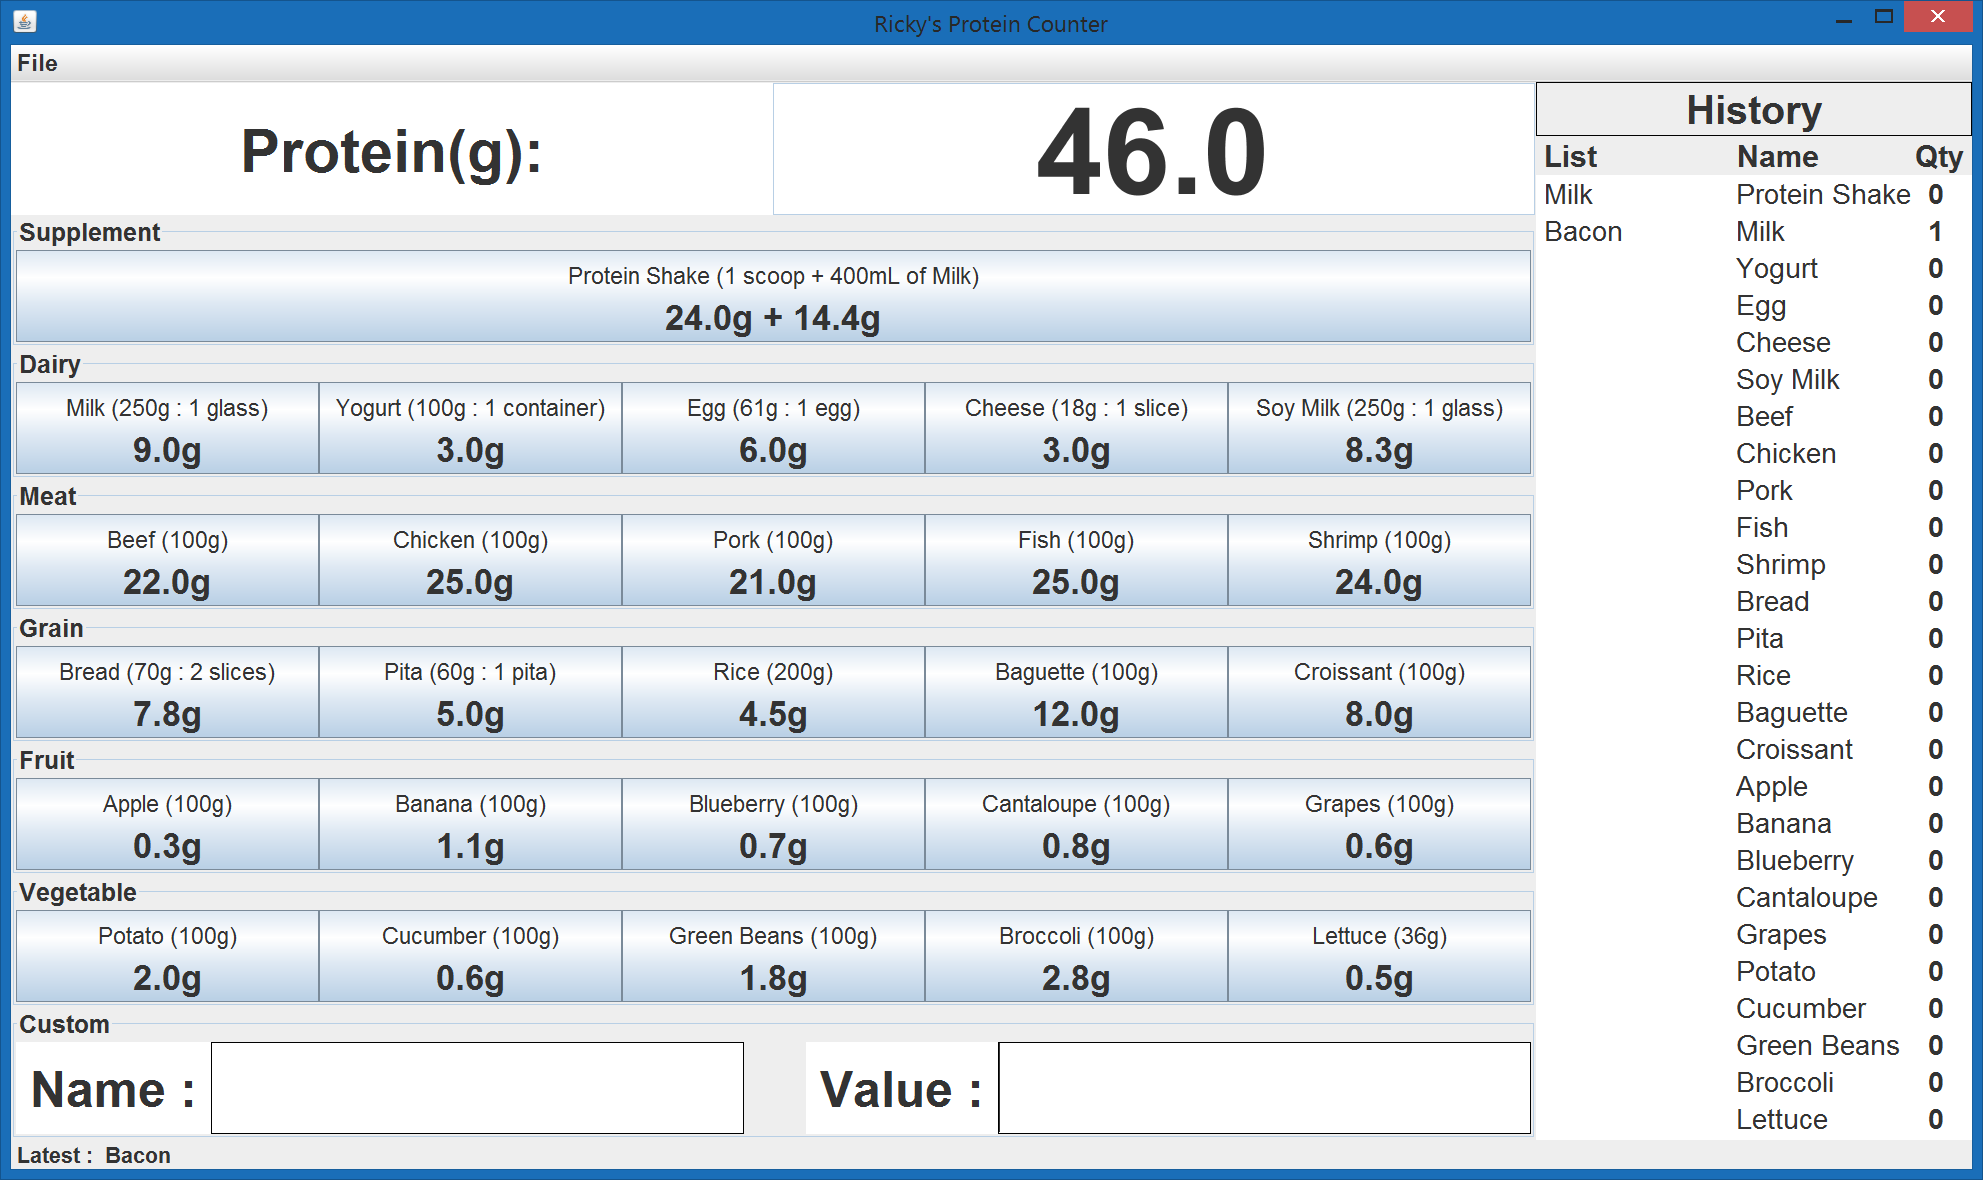 Ricky's Protein Counter
File
Protein(g):
46.0
Supplement
Protein Shake (1 scoop + 400mL of Milk)
24.0g + 14.4g
Dairy
Milk (250g : 1 glass)
9.0g
Yogurt (100g : 1 container)
3.0g
Egg (61g : 1 egg)
6.0g
Cheese (18g : 1 slice)
3.0g
Soy Milk (250g : 1 glass)
8.3g
Meat
Beef (100g)
22.0g
Chicken (100g)
25.0g
Pork (100g)
21.0g
Fish (100g)
25.0g
Shrimp (100g)
24.0g
Grain
Bread (70g : 2 slices)
7.8g
Pita (60g : 1 pita)
5.0g
Rice (200g)
4.5g
Baguette (100g)
12.0g
Croissant (100g)
8.0g
Fruit
Apple (100g)
0.3g
Banana (100g)
1.1g
Blueberry (100g)
0.7g
Cantaloupe (100g)
0.8g
Grapes (100g)
0.6g
Vegetable
Potato (100g)
2.0g
Cucumber (100g)
0.6g
Green Beans (100g)
1.8g
Broccoli (100g)
2.8g
Lettuce (36g)
0.5g
Custom
Name :
Value :
Latest : Bacon
History
List
Milk
Bacon
Name Qty
Protein Shake 0
Milk 1
Yogurt 0
Egg 0
Cheese 0
Soy Milk 0
Beef 0
Chicken 0
Pork 0
Fish 0
Shrimp 0
Bread 0
Pita 0
Rice 0
Baguette 0
Croissant 0
Apple 0
Banana 0
Blueberry 0
Cantaloupe 0
Grapes 0
Potato 0
Cucumber 0
Green Beans 0
Broccoli 0
Lettuce 0